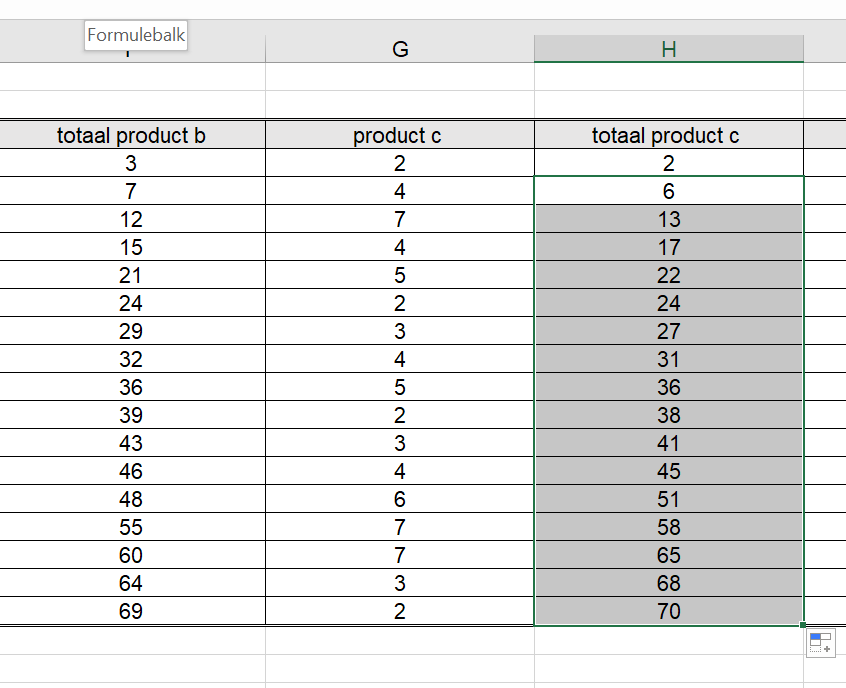 Formulebalk
G H
totaal product b product c totaal product c
3 2 2
7 4 6
12 7 13
15 4 17
21 5 22
24 2 24
29 3 27
32 4 31
36 5 36
39 2 38
43 3 41
46 4 45
48 6 51
55 7 58
60 7 65
64 3 68
69 2 70